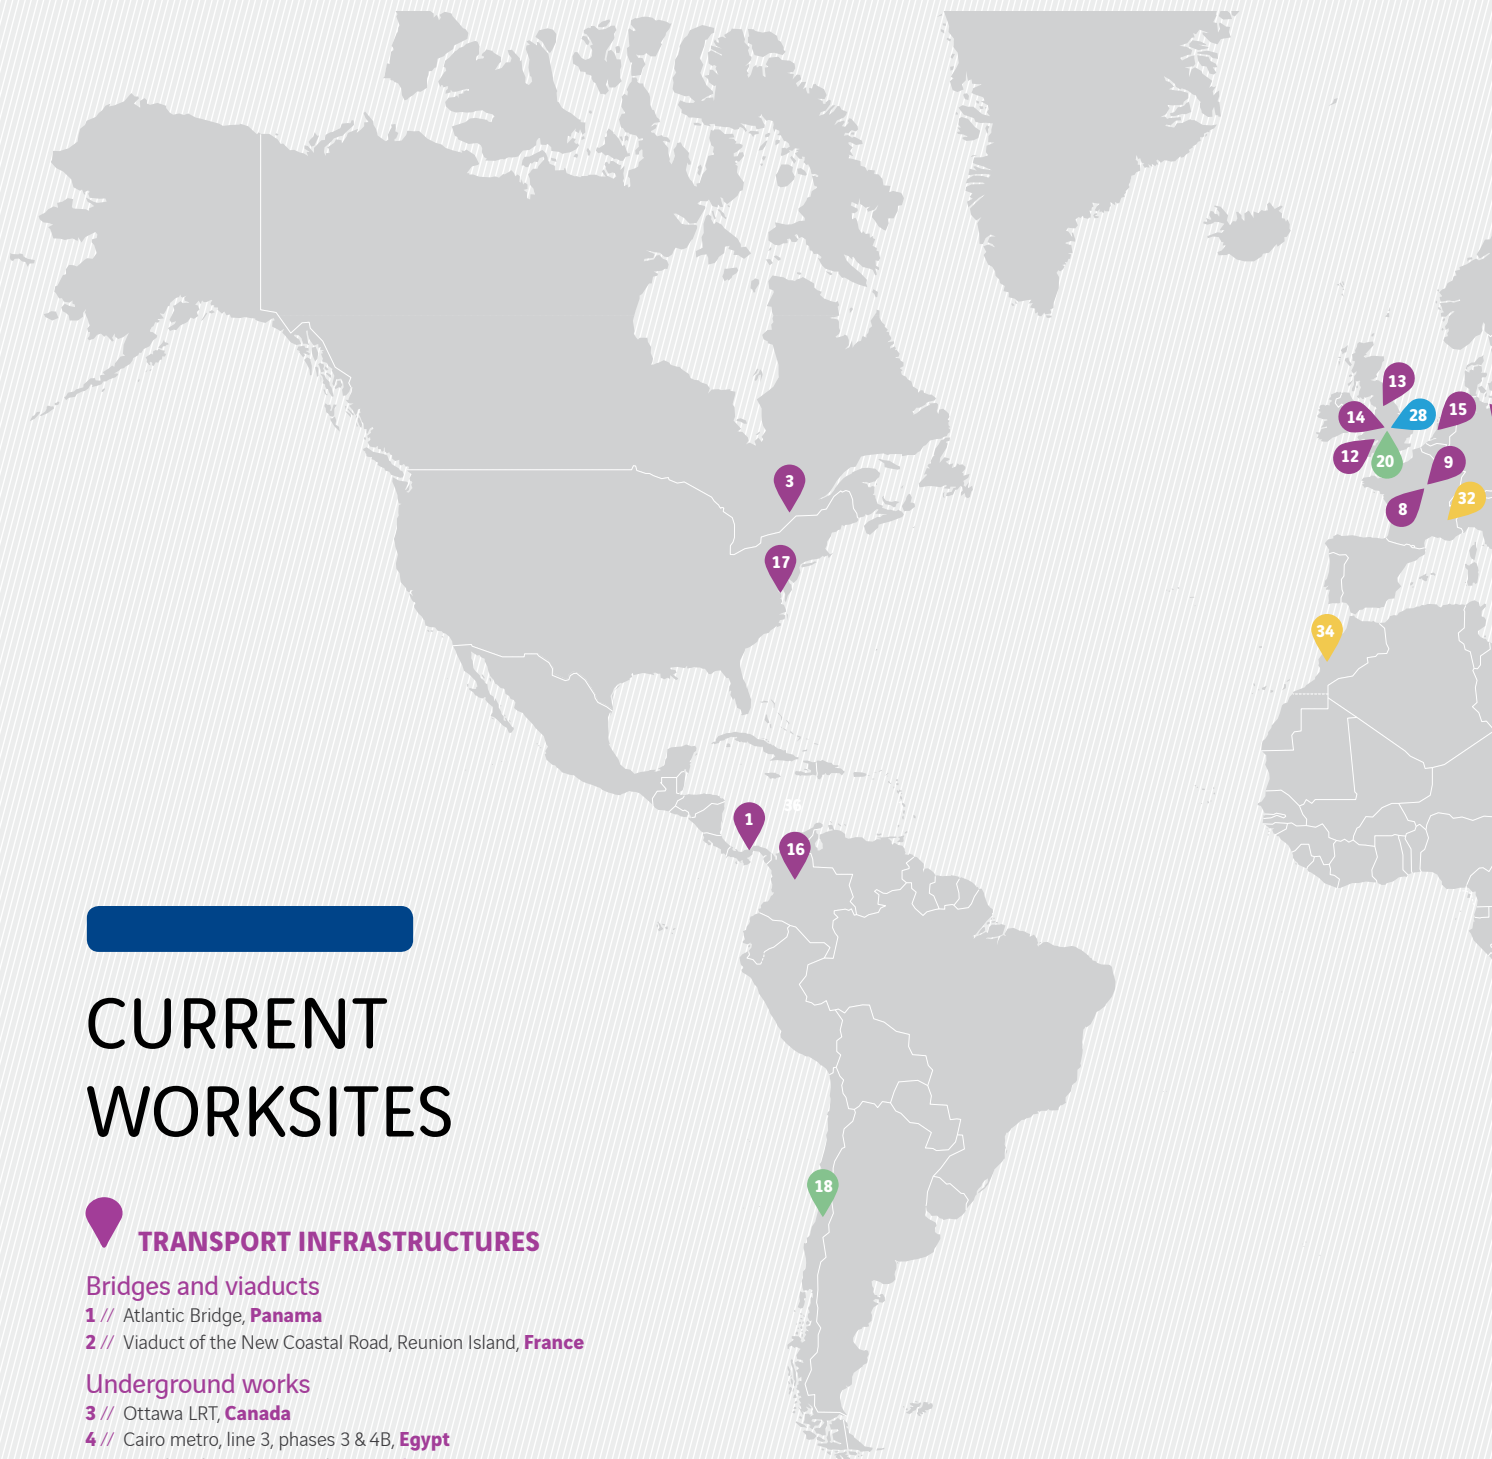 13
14
28
15
12
20
9
32
8
3
17
34
36
1
16
18
CURRENT
WORKSITES
TRANSPORT INFRASTRUCTURES
Bridges and viaducts
1 // Atlantic Bridge, Panama
2 // Viaduct of the New Coastal Road, Reunion Island, France
Underground works
3 // Ottawa LRT, Canada
4 // Cairo metro, line 3, phases 3 & 4B, Egypt